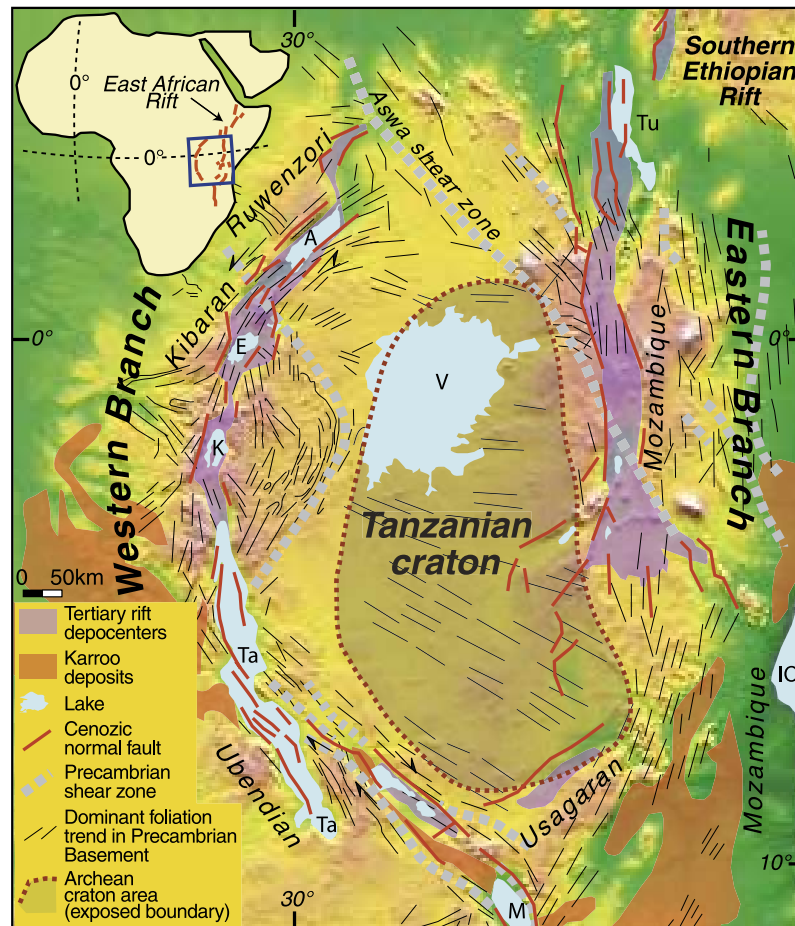 30°
Southern
Ethiopian
Rift
East African
Rift
0°
0°
Aswa shear zone
Tu
Ruwenzori
A
Kibaran
Eastern Branch
Western Branch
0°
E
V
0°
Mozambique
K
Tanzanian
craton
0 50km
Tertiary rift
depocenters
Karroo
deposits
Lake
Cenozic
normal fault
Precambrian
shear zone
Dominant foliation
trend in Precambrian
Basement
Archean
craton area
(exposed boundary)
Ta
IO
Mozambique
Ubendian
Ta
Usagaran
10°
30°
M